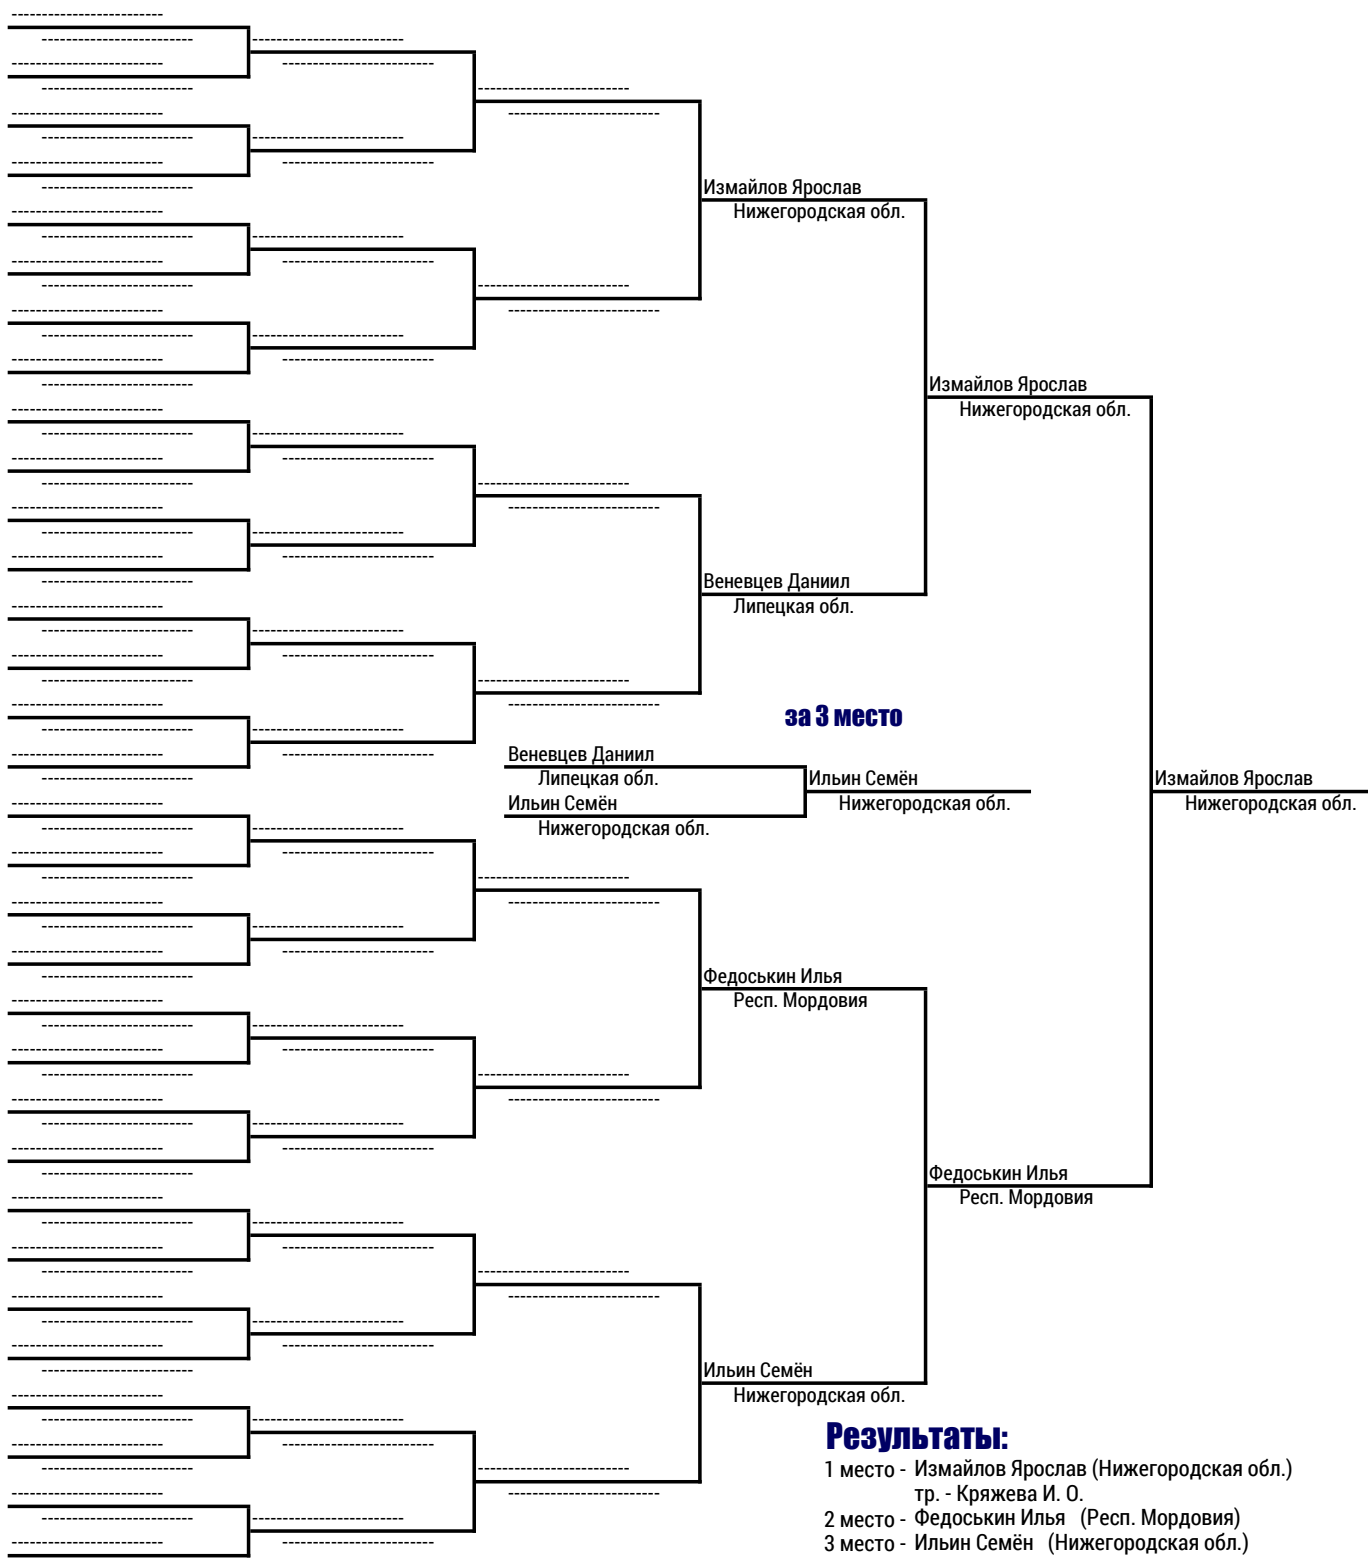 Измайлов Ярослав
Нижегородская обл.
Измайлов Ярослав
Нижегородская обл.
Веневцев Даниил
Липецкая обл.
за 3 место
Веневцев Даниил
Липецкая обл.
Ильин Семён
Нижегородская обл.
Ильин Семён
Нижегородская обл.
Измайлов Ярослав
Нижегородская обл.
Федоськин Илья
Респ. Мордовия
Федоськин Илья
Респ. Мордовия
Ильин Семён
Нижегородская обл.
Результаты:
1 место - Измайлов Ярослав (Нижегородская обл.)
тр. - Кряжева И. О.
2 место - Федоськин Илья (Респ. Мордовия)
3 место - Ильин Семён (Нижегородская обл.)